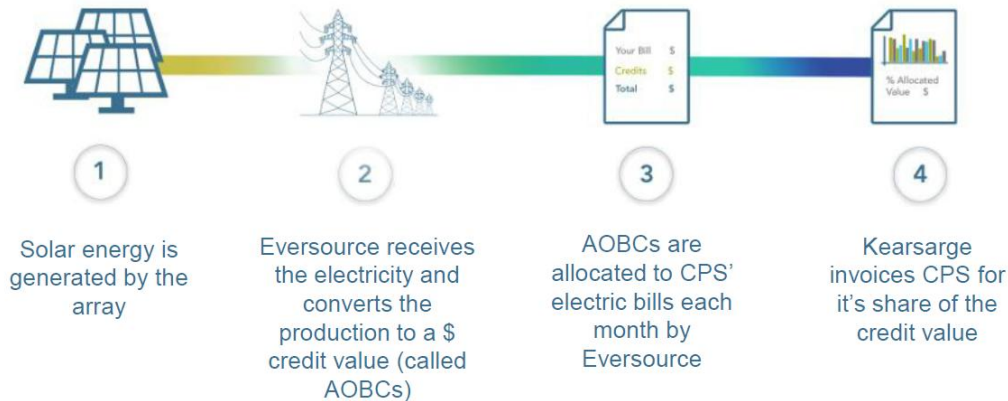 Your Bill $
Credits $
Total $
% Allocated
Value $
1
2
3
4
Solar energy is
generated by the
array
Eversource receives
the electricity and
converts the
production to a $
credit value (called
AOBCs)
AOBCs are
allocated to CPS'
electric bills each
month by
Eversource
Kearsarge
invoices CPS for
it's share of the
credit value